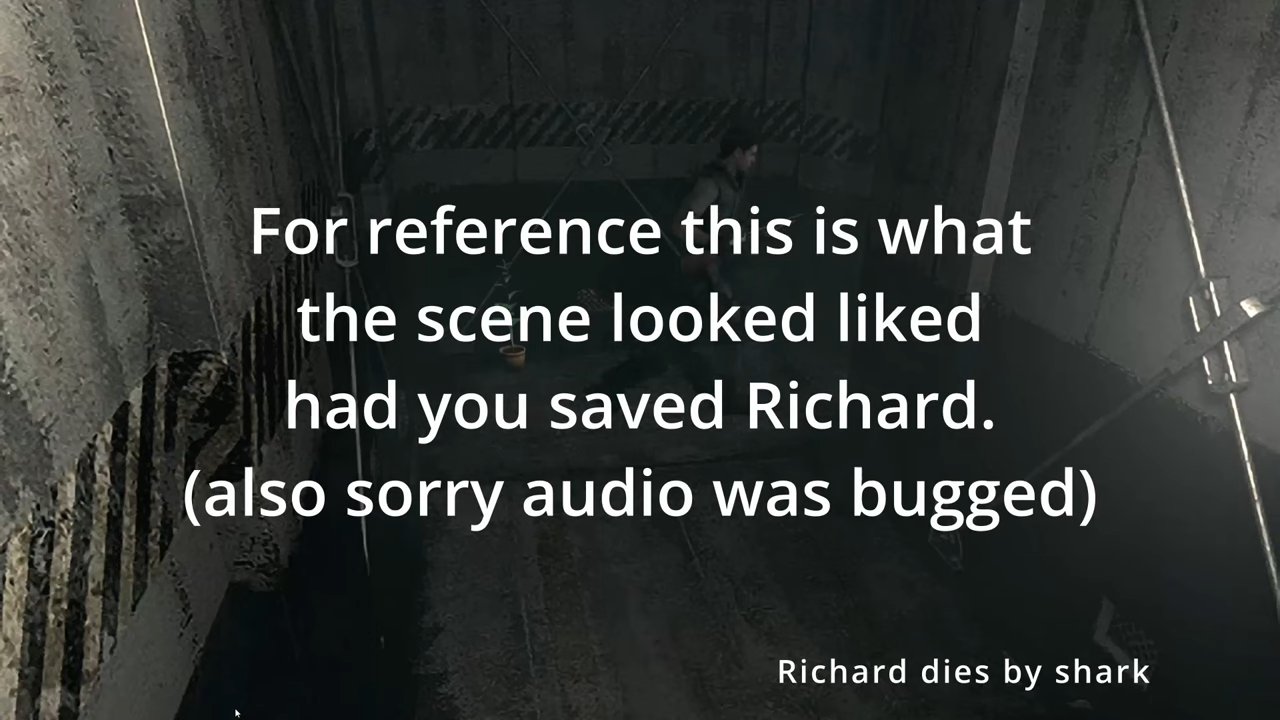 For reference this is what
the scene looked liked
had you saved Richard.
(also sorry audio was bugged)
Richard dies by shark